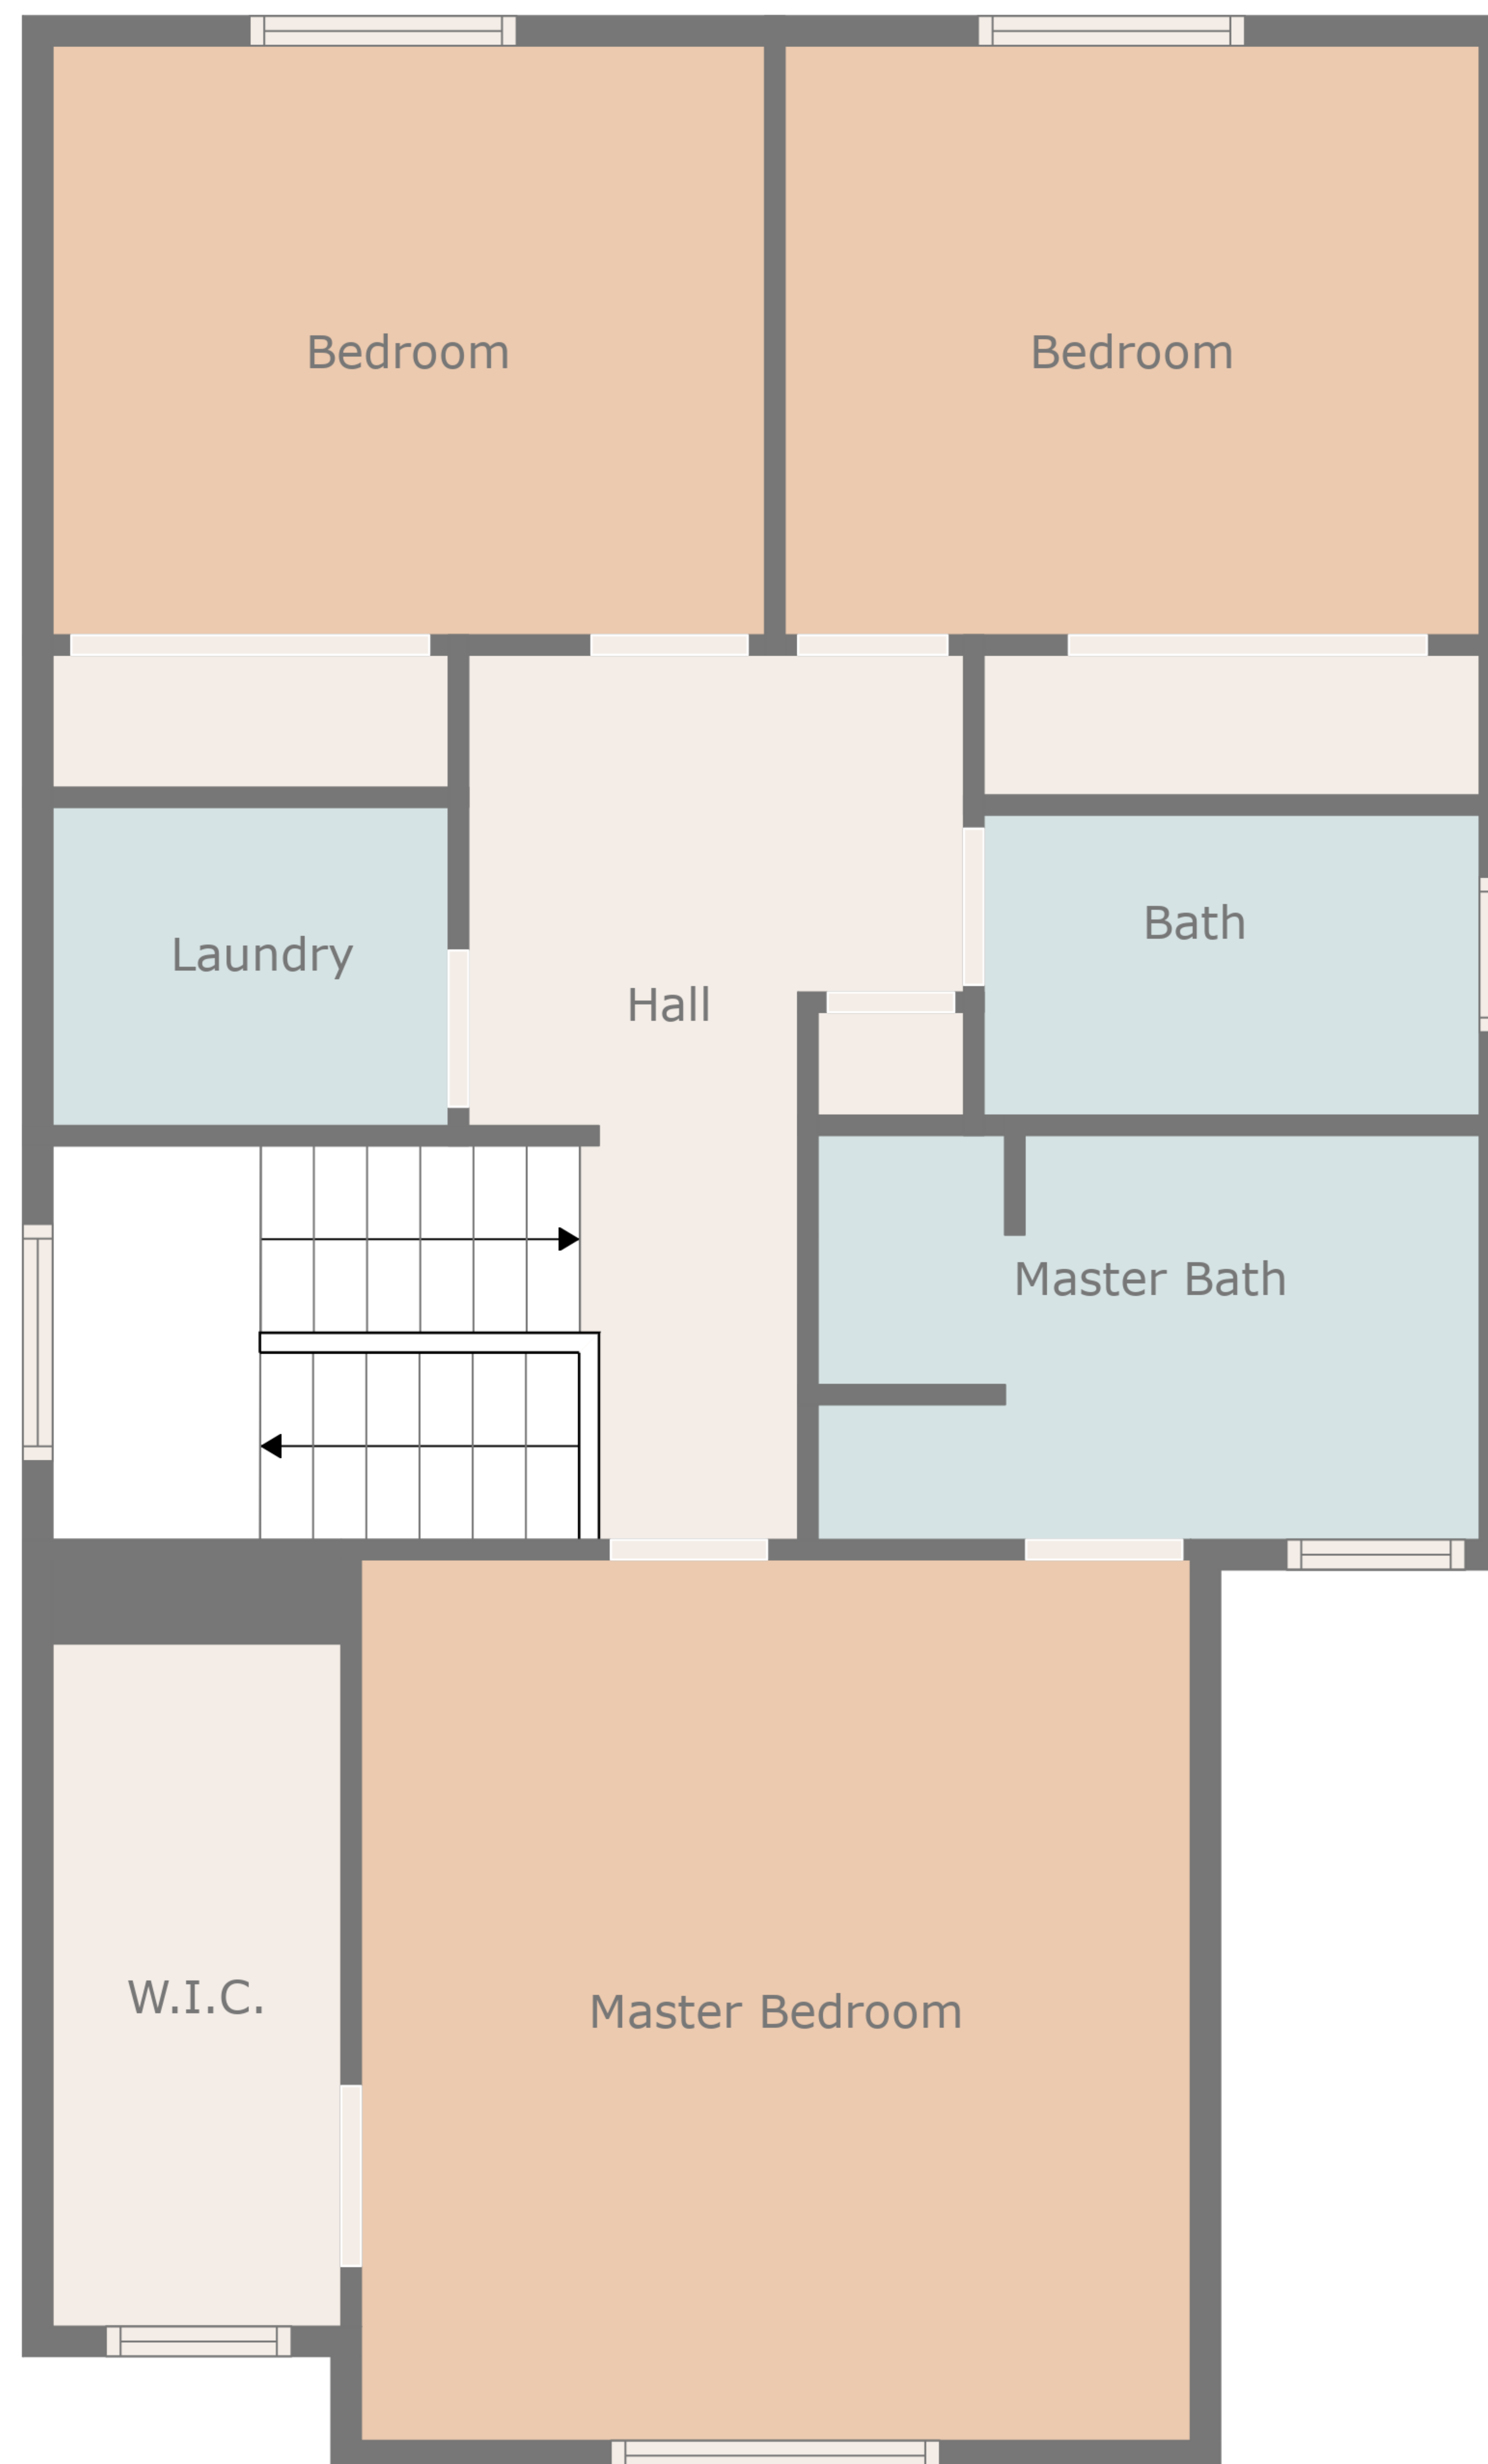 Bedroom
Bedroom
Laundry
Bath
Hall
Master Bath
W.I.C.
Master Bedroom